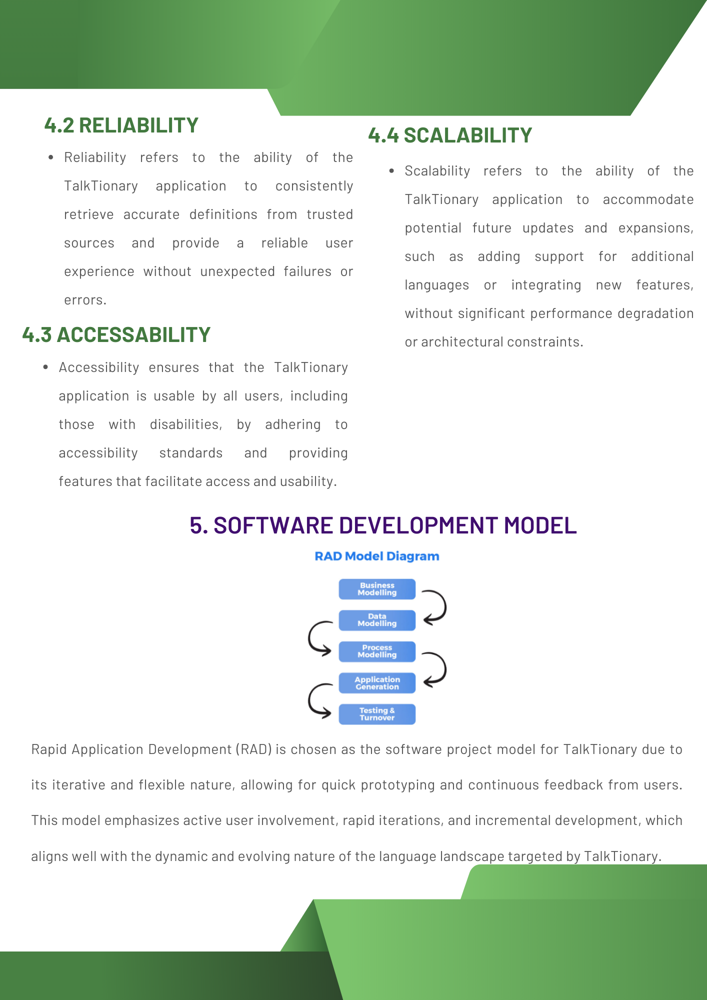 4.2 RELIABILITY
• Reliability refers to the ability of the
TalkTionary application to consistently
retrieve accurate definitions from trusted
sources and provide a reliable user
experience without unexpected failures or
errors.
4.3 ACCESSABILITY
• Accessibility ensures that the TalkTionary
application is usable by all users, including
those with disabilities, by adhering to
accessibility standards and providing
features that facilitate access and usability.
4.4 SCALABILITY
• Scalability refers to the ability of the
TalkTionary application to accommodate
potential future updates and expansions,
such as adding support for additional
languages or integrating new features,
without significant performance degradation
or architectural constraints.
5. SOFTWARE DEVELOPMENT MODEL
RAD Model Diagram
Business
Modelling
Data
Modelling
Process
Modelling
Application
Generation
Testing &
Turnover
Rapid Application Development (RAD) is chosen as the software project model for TalkTionary due to
its iterative and flexible nature, allowing for quick prototyping and continuous feedback from users.
This model emphasizes active user involvement, rapid iterations, and incremental development, which
aligns well with the dynamic and evolving nature of the language landscape targeted by TalkTionary.